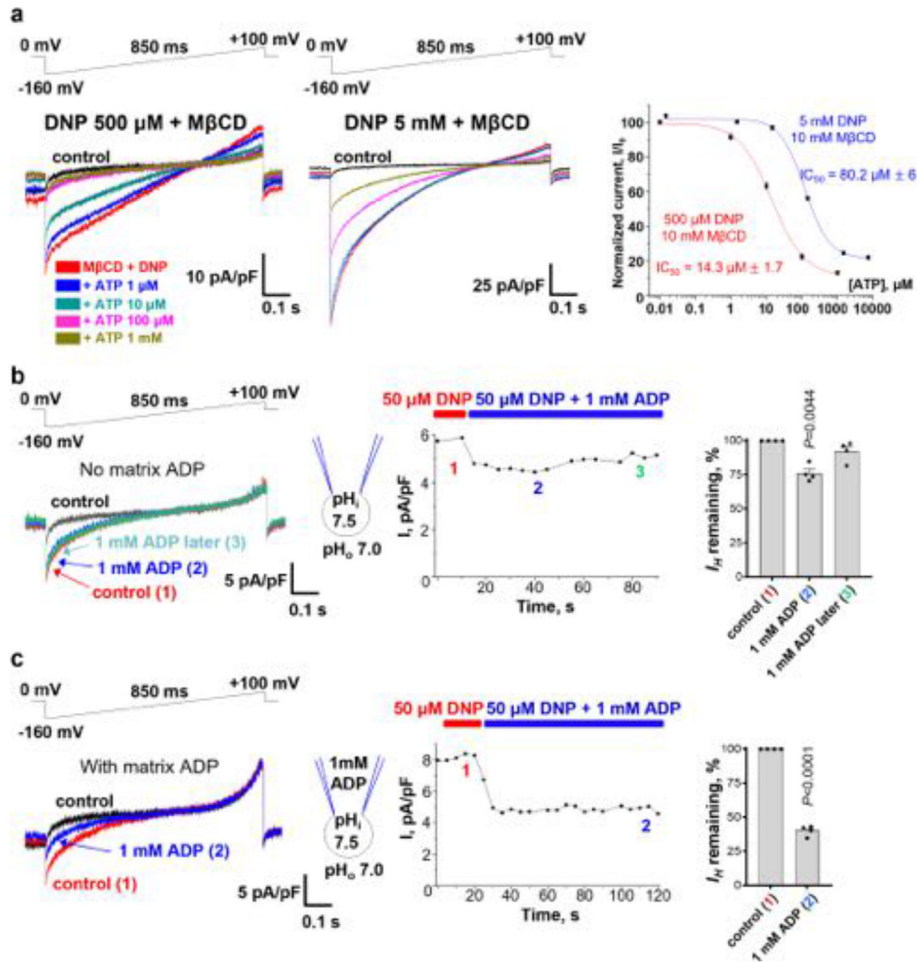 a
0 mV 850 ms +100 mV
-160 mV
DNP 500 µM + MβCD
control
MβCD + DNP
+ ATP 1 µM
+ ATP 10 µM
+ ATP 100 µM
+ ATP 1 mM
10 pA/pF
0.1 s
0 mV 850 ms +100 mV
-160 mV
DNP 5 mM + MβCD
control
25 pA/pF
0.1 s
Normalized current, I/I₀
100
80
60
40
20
0
5 mM DNP
10 mM MβCD
IC50 = 80.2 µM ± 6
500 µM DNP
10 mM MβCD
IC50 = 14.3 µM ± 1.7
[ATP], µM
0.01 1 10 100 1000 10000
b
0 mV 850 ms +100 mV
-160 mV
No matrix ADP
control
1 mM ADP later (3)
1 mM ADP (2)
control (1)
5 pA/pF
0.1 s
pHi
7.5
pHo 7.0
50 µM DNP 50 µM DNP + 1 mM ADP
I, pA/pF
6
4
2
0
1
2
3
0 20 40 60 80
Time, s
IH remaining, %
100
75
50
25
0
P=0.0044
control (1)
1 mM ADP (2)
1 mM ADP later (3)
c
0 mV 850 ms +100 mV
-160 mV
With matrix ADP
control
1 mM ADP (2)
control (1)
5 pA/pF
0.1 s
1mM
ADP
pHi
7.5
pHo 7.0
50 µM DNP 50 µM DNP + 1 mM ADP
I, pA/pF
8
6
4
2
0
1
2
0 20 40 60 80 100 120
Time, s
IH remaining, %
100
75
50
25
0
P<0.0001
control (1)
1 mM ADP (2)